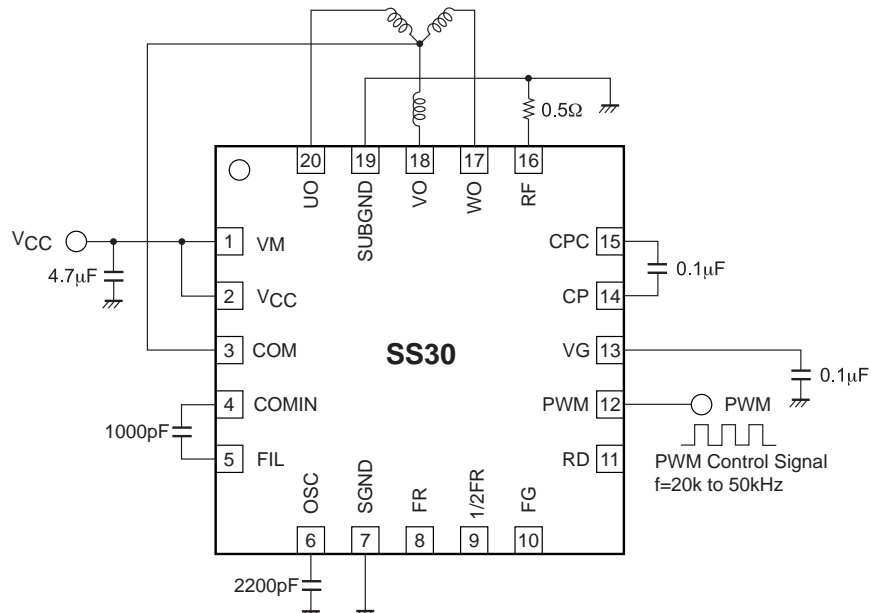 0.5Ω
20
19
18
17
16
UO
SUBGND
VO
WO
RF
VCC
4.7µF
1
VM
2
VCC
3
COM
4
COMIN
1000pF
5
FIL
SS30
CPC
15
0.1µF
CP
14
VG
13
0.1µF
PWM
12
PWM
RD
11
PWM Control Signal
f=20k to 50kHz
OSC
SGND
FR
1/2FR
FG
6
7
8
9
10
2200pF